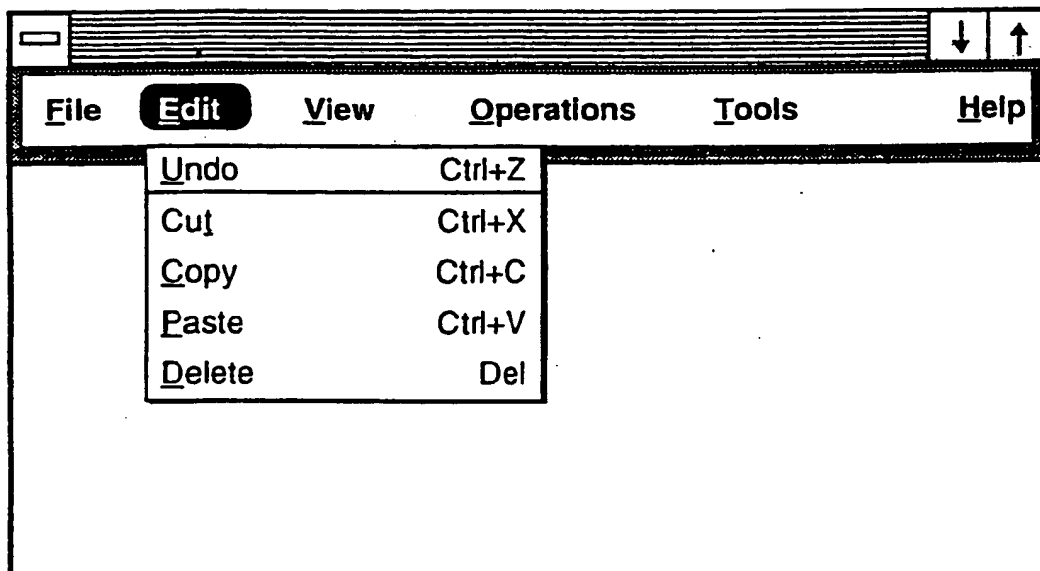 File Edit View Operations Tools Help
Undo Ctrl+Z
Cut Ctrl+X
Copy Ctrl+C
Paste Ctrl+V
Delete Del